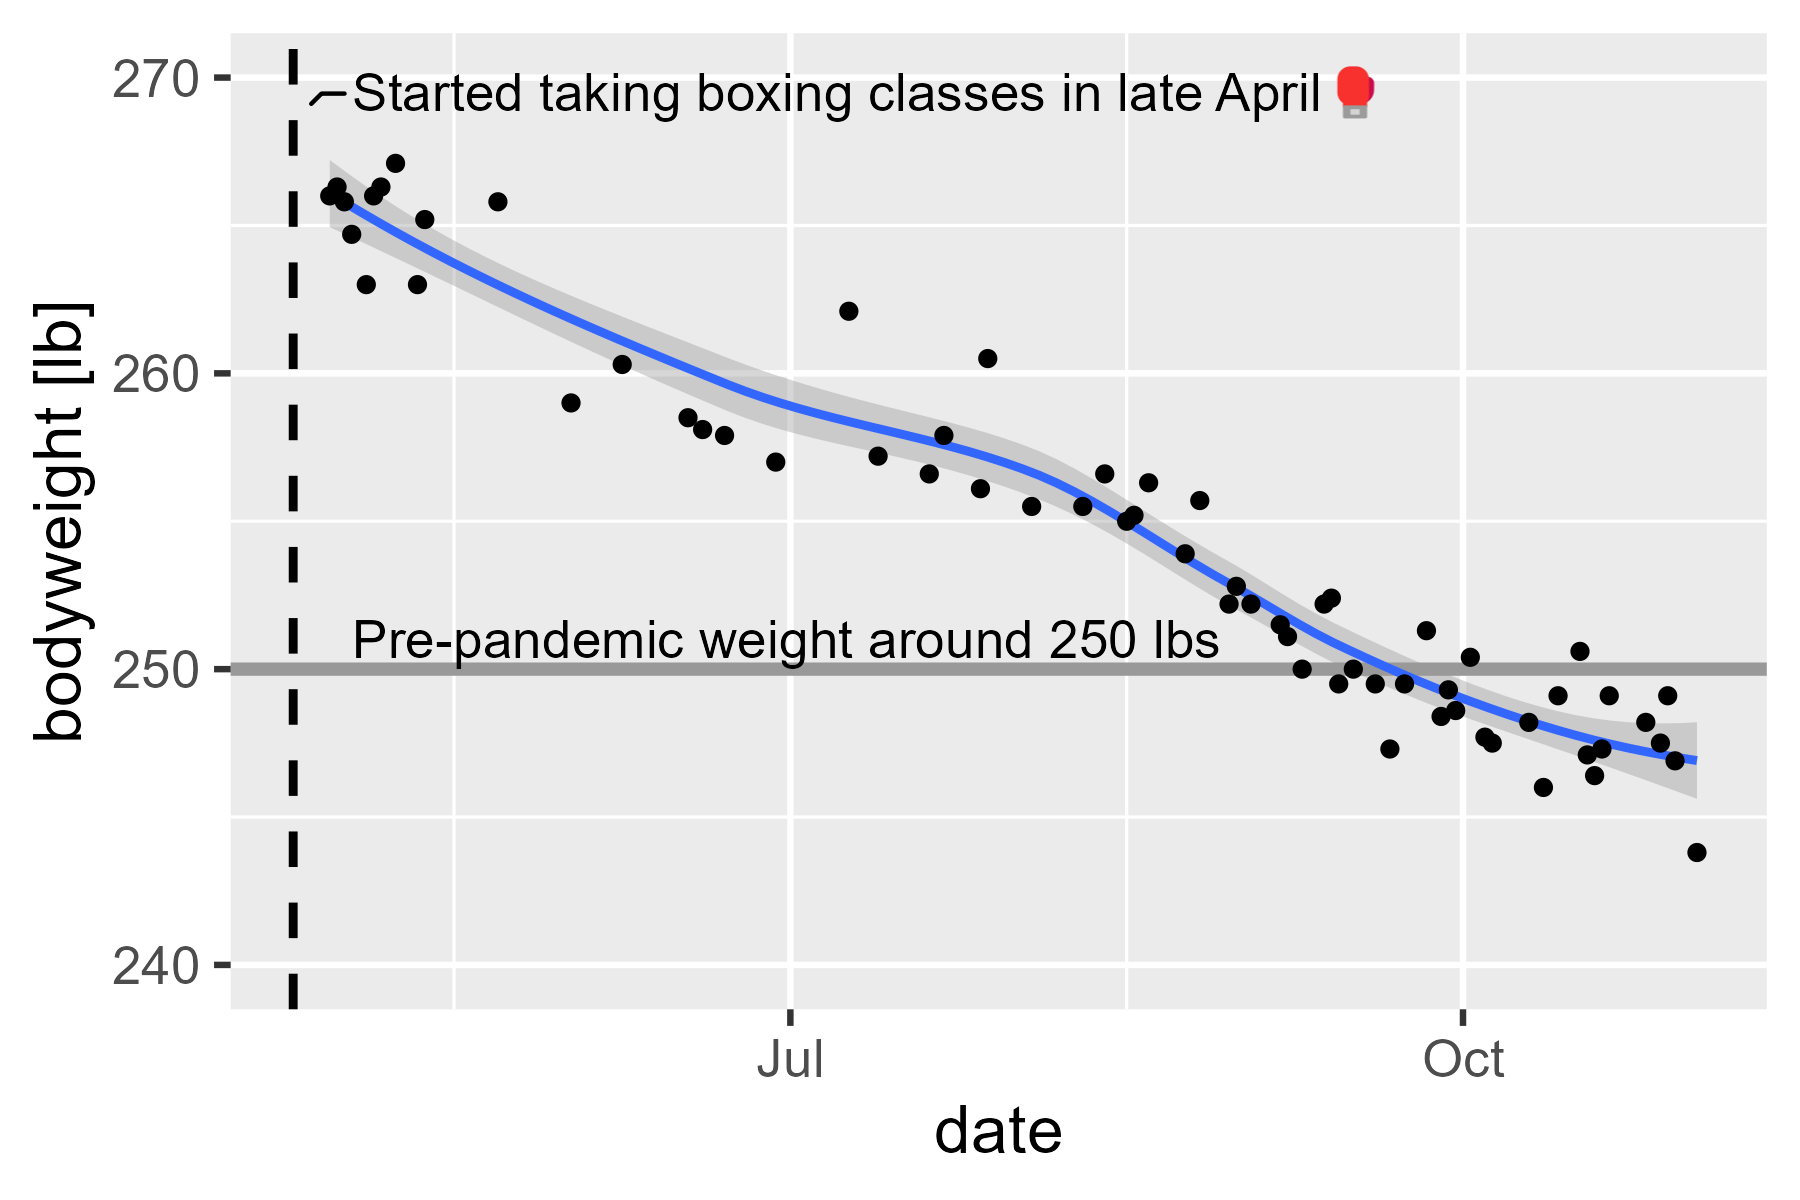 270
Started taking boxing classes in late April 🥊
260
Pre-pandemic weight around 250 lbs
250
240
bodyweight [lb]
Jul
Oct
date